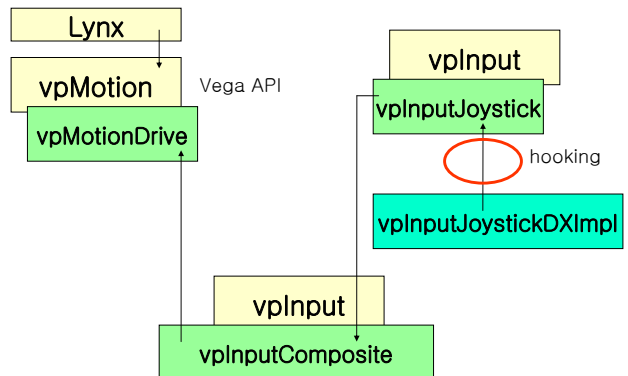 Lynx
vpMotion
Vega API
vpMotionDrive
vpInput
vpInputJoystick
hooking
vpInputJoystickDXImpl
vpInput
vpInputComposite